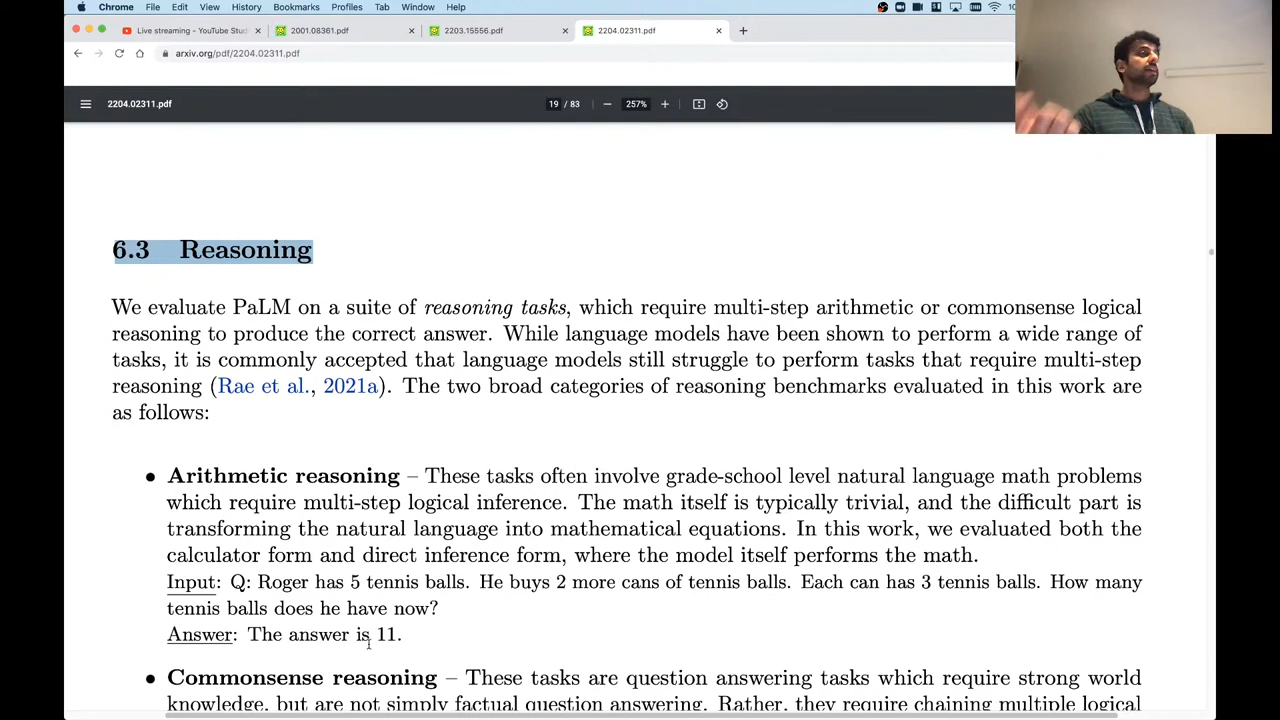 Chrome File Edit View History Bookmarks Profiles Tab Window Help
Live streaming - YouTube Stu 2001.08361.pdf 2203.15556.pdf 2204.02311.pdf
arxiv.org/pdf/2204.02311.pdf
2204.02311.pdf 19 / 83 257%
6.3 Reasoning
We evaluate PaLM on a suite of reasoning tasks, which require multi-step arithmetic or commonsense logical
reasoning to produce the correct answer. While language models have been shown to perform a wide range of
tasks, it is commonly accepted that language models still struggle to perform tasks that require multi-step
reasoning (Rae et al., 2021a). The two broad categories of reasoning benchmarks evaluated in this work are
as follows:
• Arithmetic reasoning – These tasks often involve grade-school level natural language math problems
which require multi-step logical inference. The math itself is typically trivial, and the difficult part is
transforming the natural language into mathematical equations. In this work, we evaluated both the
calculator form and direct inference form, where the model itself performs the math.
Input: Q: Roger has 5 tennis balls. He buys 2 more cans of tennis balls. Each can has 3 tennis balls. How many
tennis balls does he have now?
Answer: The answer is 11.
• Commonsense reasoning – These tasks are question answering tasks which require strong world
knowledge, but are not simply factual question answering. Rather, they require chaining multiple logical